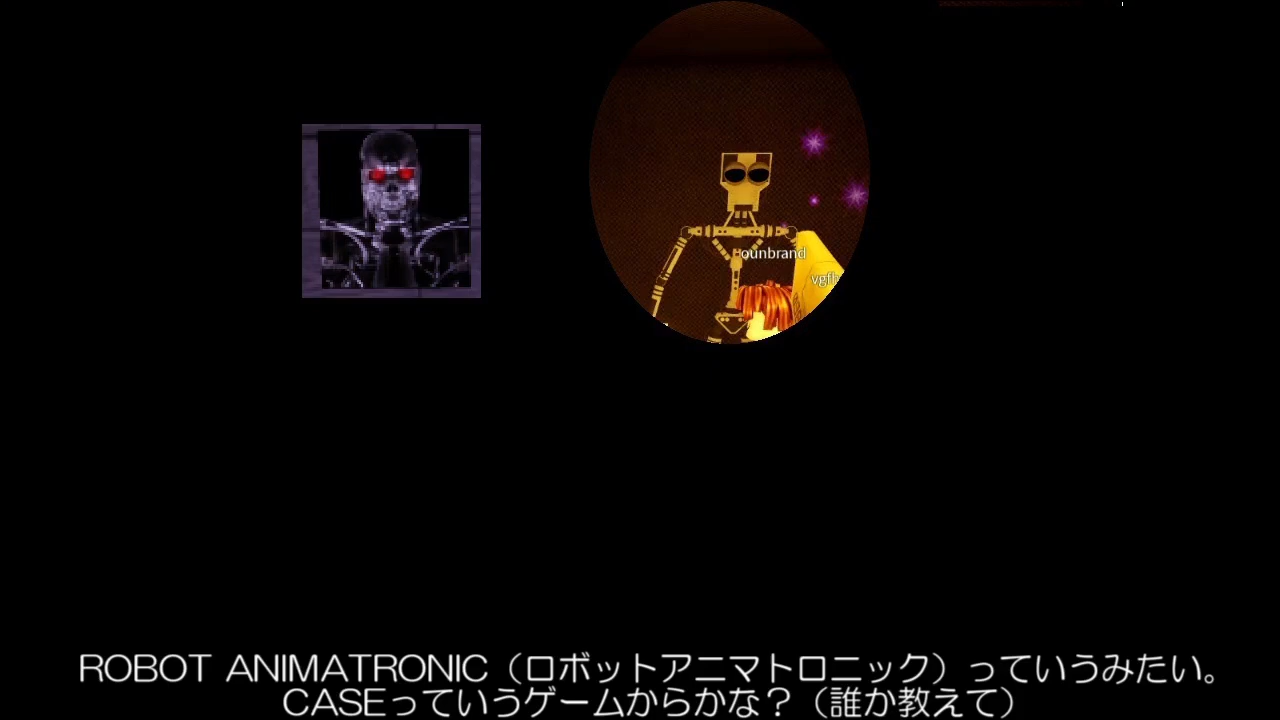 ounbrand
vgfh
ROBOT ANIMATRONIC（ロボットアニマトロニック）っていうみたい。
CASEっていうゲームからかな？（誰か教えて）